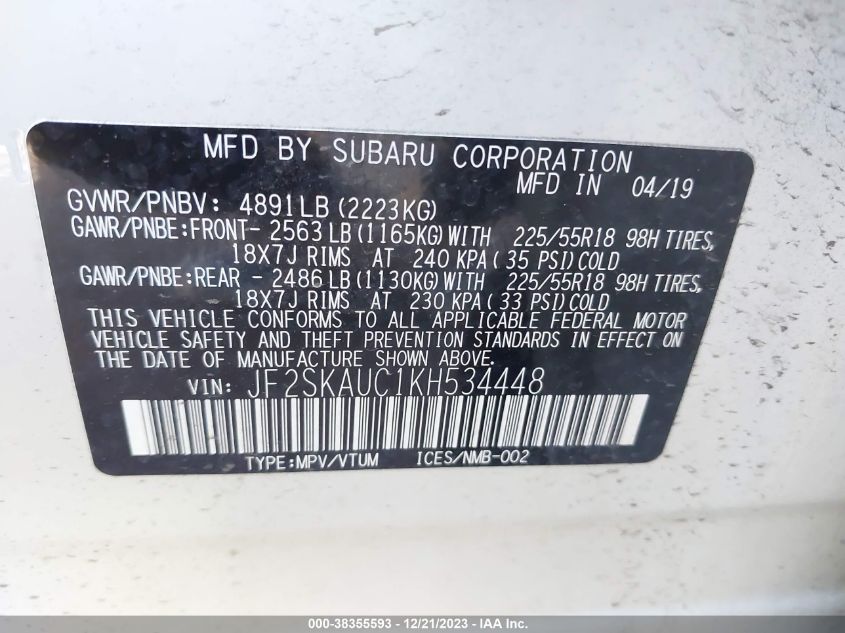 MFD BY SUBARU CORPORATION
MFD IN 04/19
GVWR/PNBV: 4891LB (2223KG)
GAWR/PNBE:FRONT- 2563 LB (1165KG) WITH 225/55R18 98H TIRES,
18X7J RIMS AT 240 KPA ( 35 PSI) COLD
GAWR/PNBE:REAR - 2486 LB (1130KG) WITH 225/55R18 98H TIRES,
18X7J RIMS AT 230 KPA ( 33 PSI) COLD
THIS VEHICLE CONFORMS TO ALL APPLICABLE FEDERAL MOTOR
VEHICLE SAFETY AND THEFT PREVENTION STANDARDS IN EFFECT ON
THE DATE OF MANUFACTURE SHOWN ABOVE.
VIN: JF2SKAUC1KH534448
TYPE:MPV/VTUM ICES/NMB-002
000-38355593 - 12/21/2023 - IAA Inc.